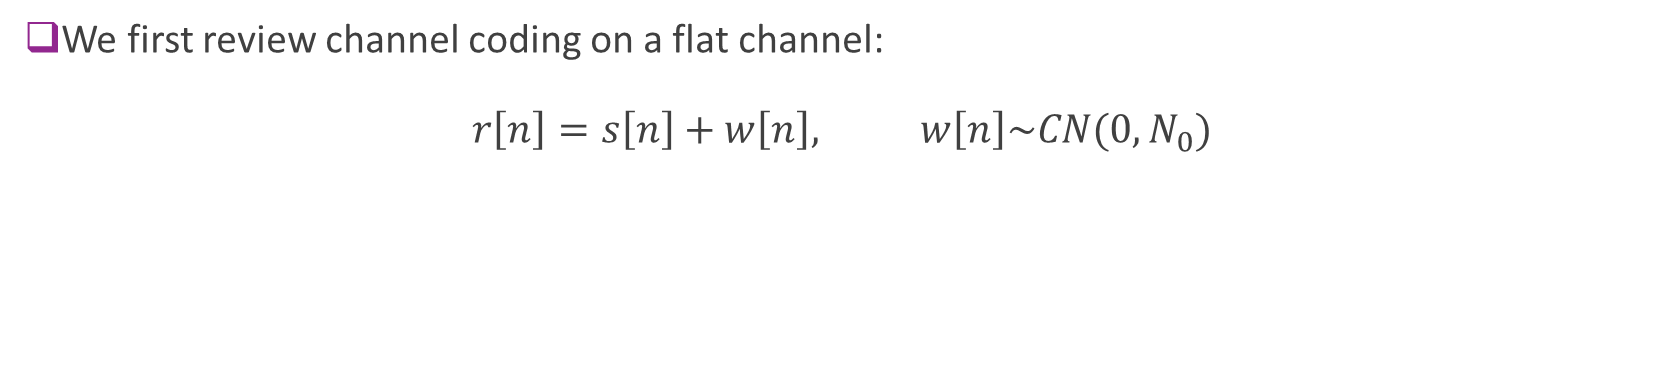 ❑We first review channel coding on a flat channel:
r[n] = s[n] + w[n], w[n]~CN(0, N₀)